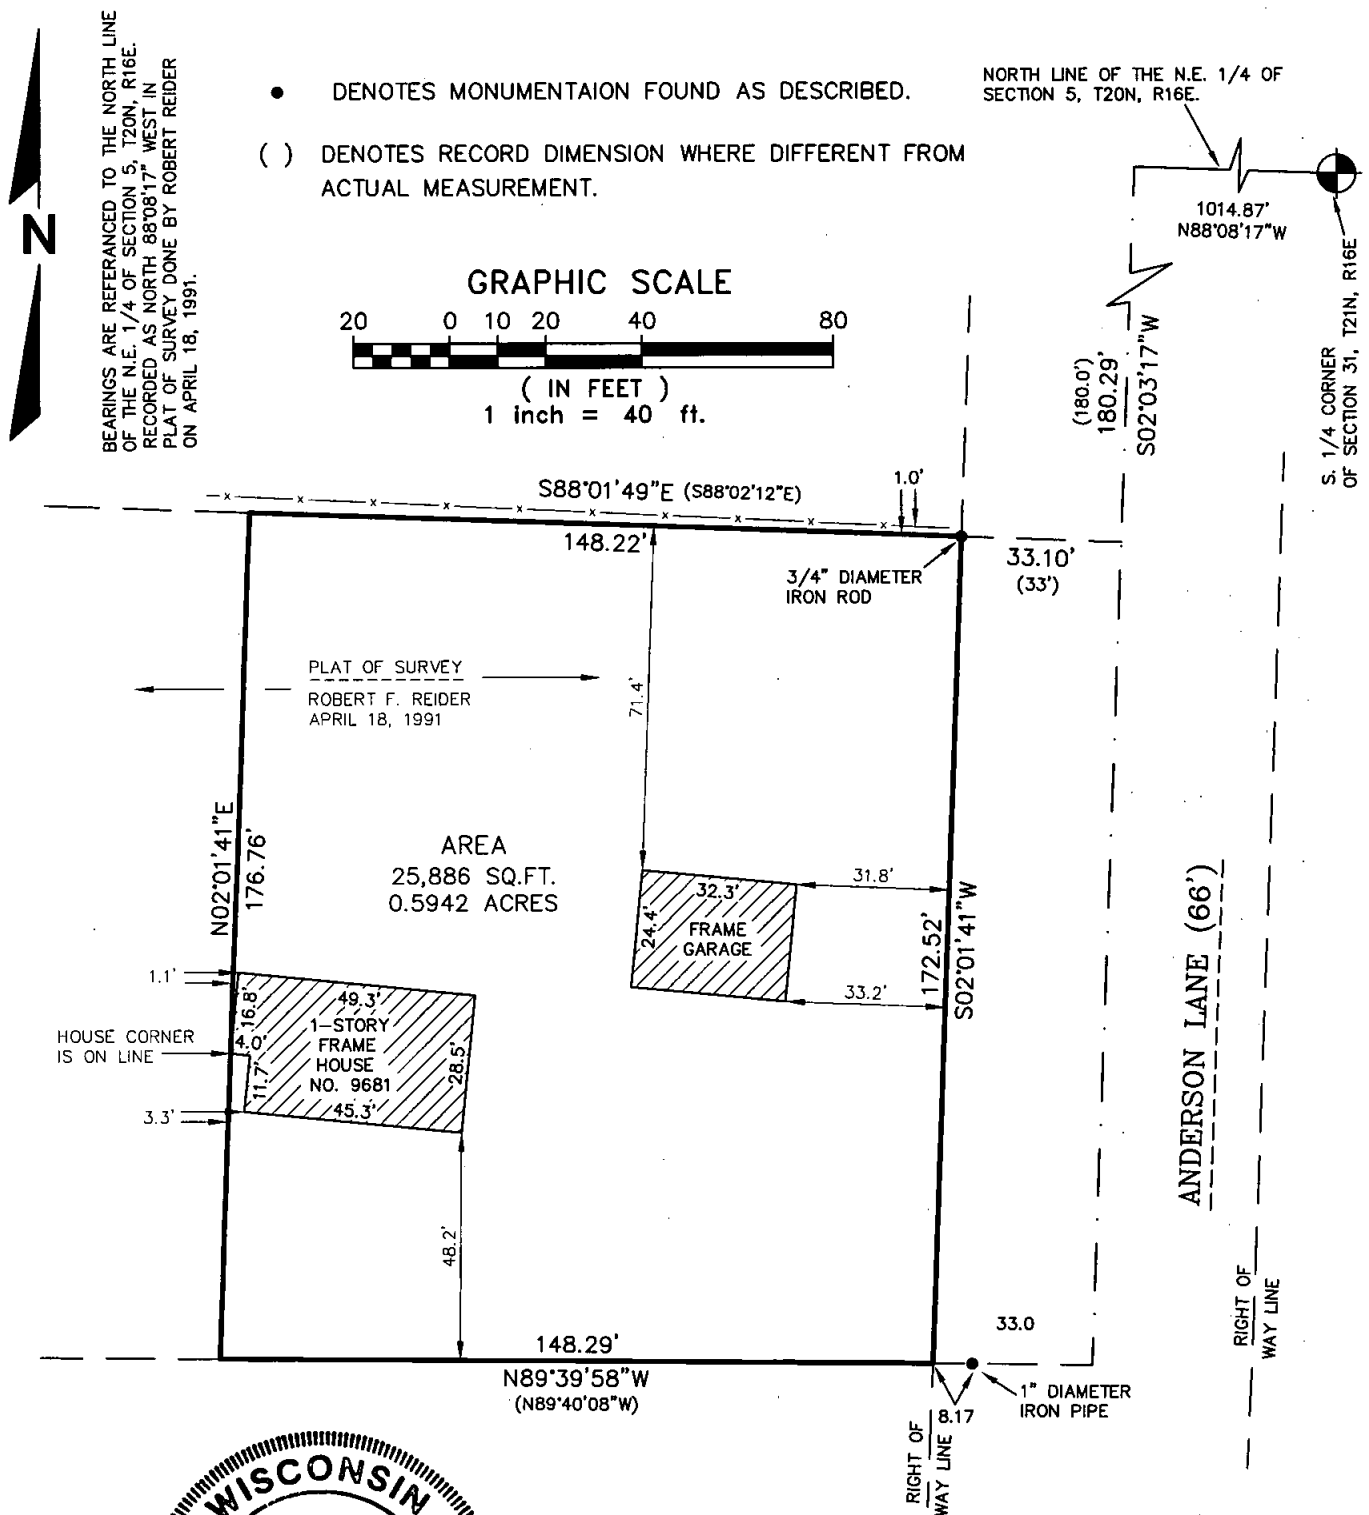 BEARINGS ARE REFERANCED TO THE NORTH LINE
OF THE N.E. 1/4 OF SECTION 5, T20N, R16E.
RECORDED AS NORTH 88°08'17" WEST IN
PLAT OF SURVEY DONE BY ROBERT REIDER
ON APRIL 18, 1991.
N
● DENOTES MONUMENTAION FOUND AS DESCRIBED.
( ) DENOTES RECORD DIMENSION WHERE DIFFERENT FROM
ACTUAL MEASUREMENT.
NORTH LINE OF THE N.E. 1/4 OF
SECTION 5, T20N, R16E.
1014.87'
N88°08'17"W
S. 1/4 CORNER
OF SECTION 31, T21N, R16E
GRAPHIC SCALE
20 0 10 20 40 80
( IN FEET )
1 inch = 40 ft.
(180.0')
180.29'
S02°03'17"W
S88°01'49"E (S88°02'12"E)
1.0'
148.22'
33.10'
(33')
3/4" DIAMETER
IRON ROD
PLAT OF SURVEY
ROBERT F. REIDER
APRIL 18, 1991
71.4'
N02°01'41"E
176.76'
AREA
25,886 SQ.FT.
0.5942 ACRES
32.3'
31.8'
24.4'
FRAME
GARAGE
33.2'
172.52'
S02°01'41"W
ANDERSON LANE (66')
1.1'
16.8'
49.3'
1-STORY
FRAME
HOUSE
NO. 9681
HOUSE CORNER
IS ON LINE
4.0'
11.7'
28.5'
45.3'
3.3'
48.2'
RIGHT OF
WAY LINE
33.0
148.29'
N89°39'58"W
(N89°40'08"W)
1" DIAMETER
IRON PIPE
8.17
RIGHT OF
WAY LINE
WISCONSIN